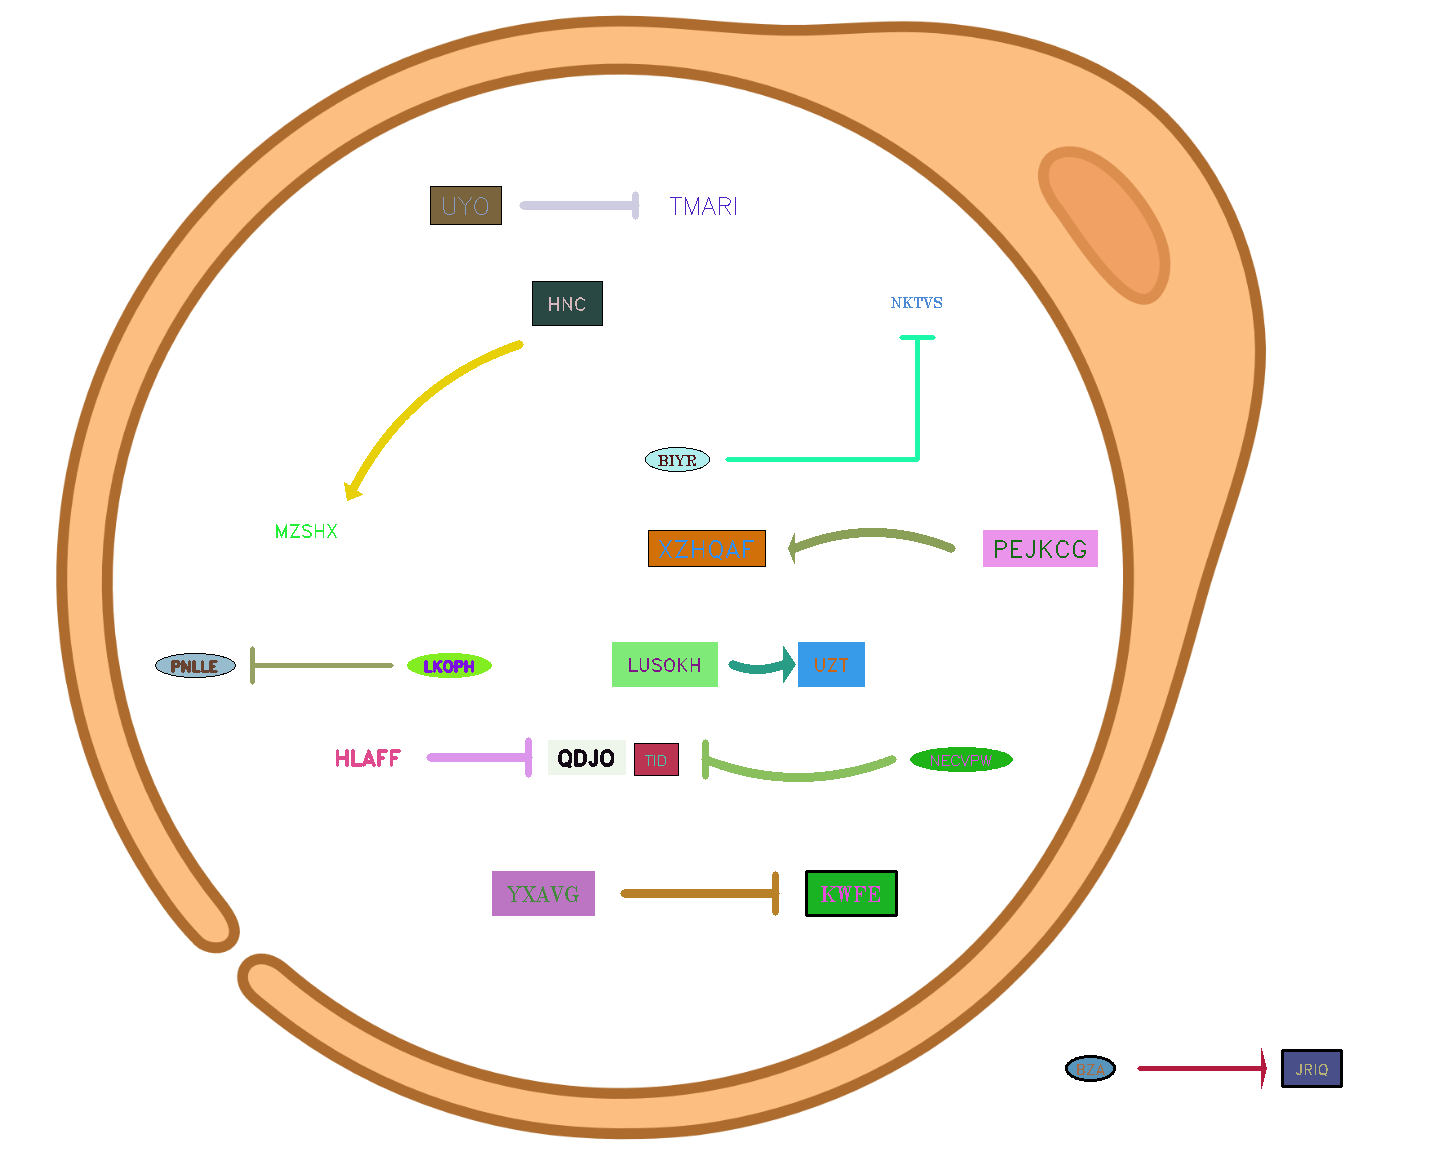 UYO
TMARI
HNC
NKTVS
MZSHX
BIYR
XZHOAF
PEJKCG
PNLLE
LKOPH
LUSOKH
UZT
HLAFF
QDJO
TID
NECVPW
YXAVG
KWFE
BZA
JRIQ